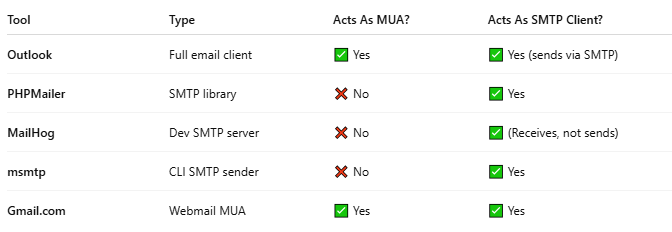 Tool Type Acts As MUA? Acts As SMTP Client?
Outlook Full email client ✅ Yes ✅ Yes (sends via SMTP)
PHPMailer SMTP library ❌ No ✅ Yes
MailHog Dev SMTP server ❌ No ✅ (Receives, not sends)
msmtp CLI SMTP sender ❌ No ✅ Yes
Gmail.com Webmail MUA ✅ Yes ✅ Yes